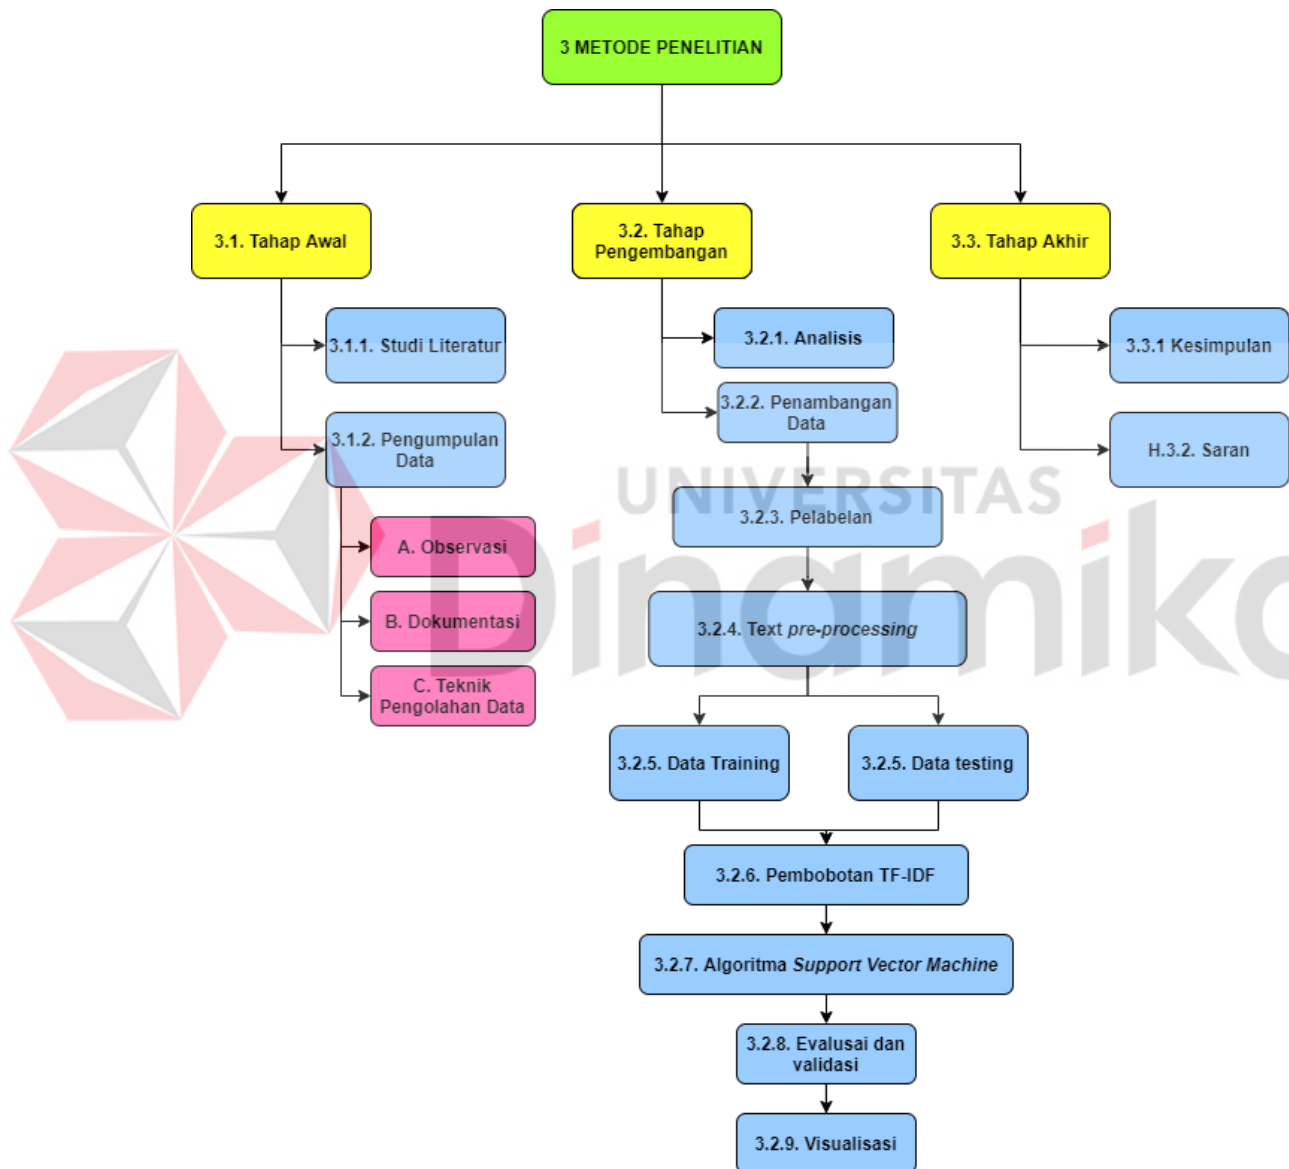 3 METODE PENELITIAN
3.1. Tahap Awal
3.2. Tahap
Pengembangan
3.3. Tahap Akhir
3.1.1. Studi Literatur
3.2.1. Analisis
3.3.1 Kesimpulan
3.1.2. Pengumpulan
Data
3.2.2. Penambangan
Data
H.3.2. Saran
UNIVERSITAS
Dinamika
A. Observasi
B. Dokumentasi
C. Teknik
Pengolahan Data
3.2.3. Pelabelan
3.2.4. Text pre-processing
3.2.5. Data Training
3.2.5. Data testing
3.2.6. Pembobotan TF-IDF
3.2.7. Algoritma Support Vector Machine
3.2.8. Evalusai dan
validasi
3.2.9. Visualisasi